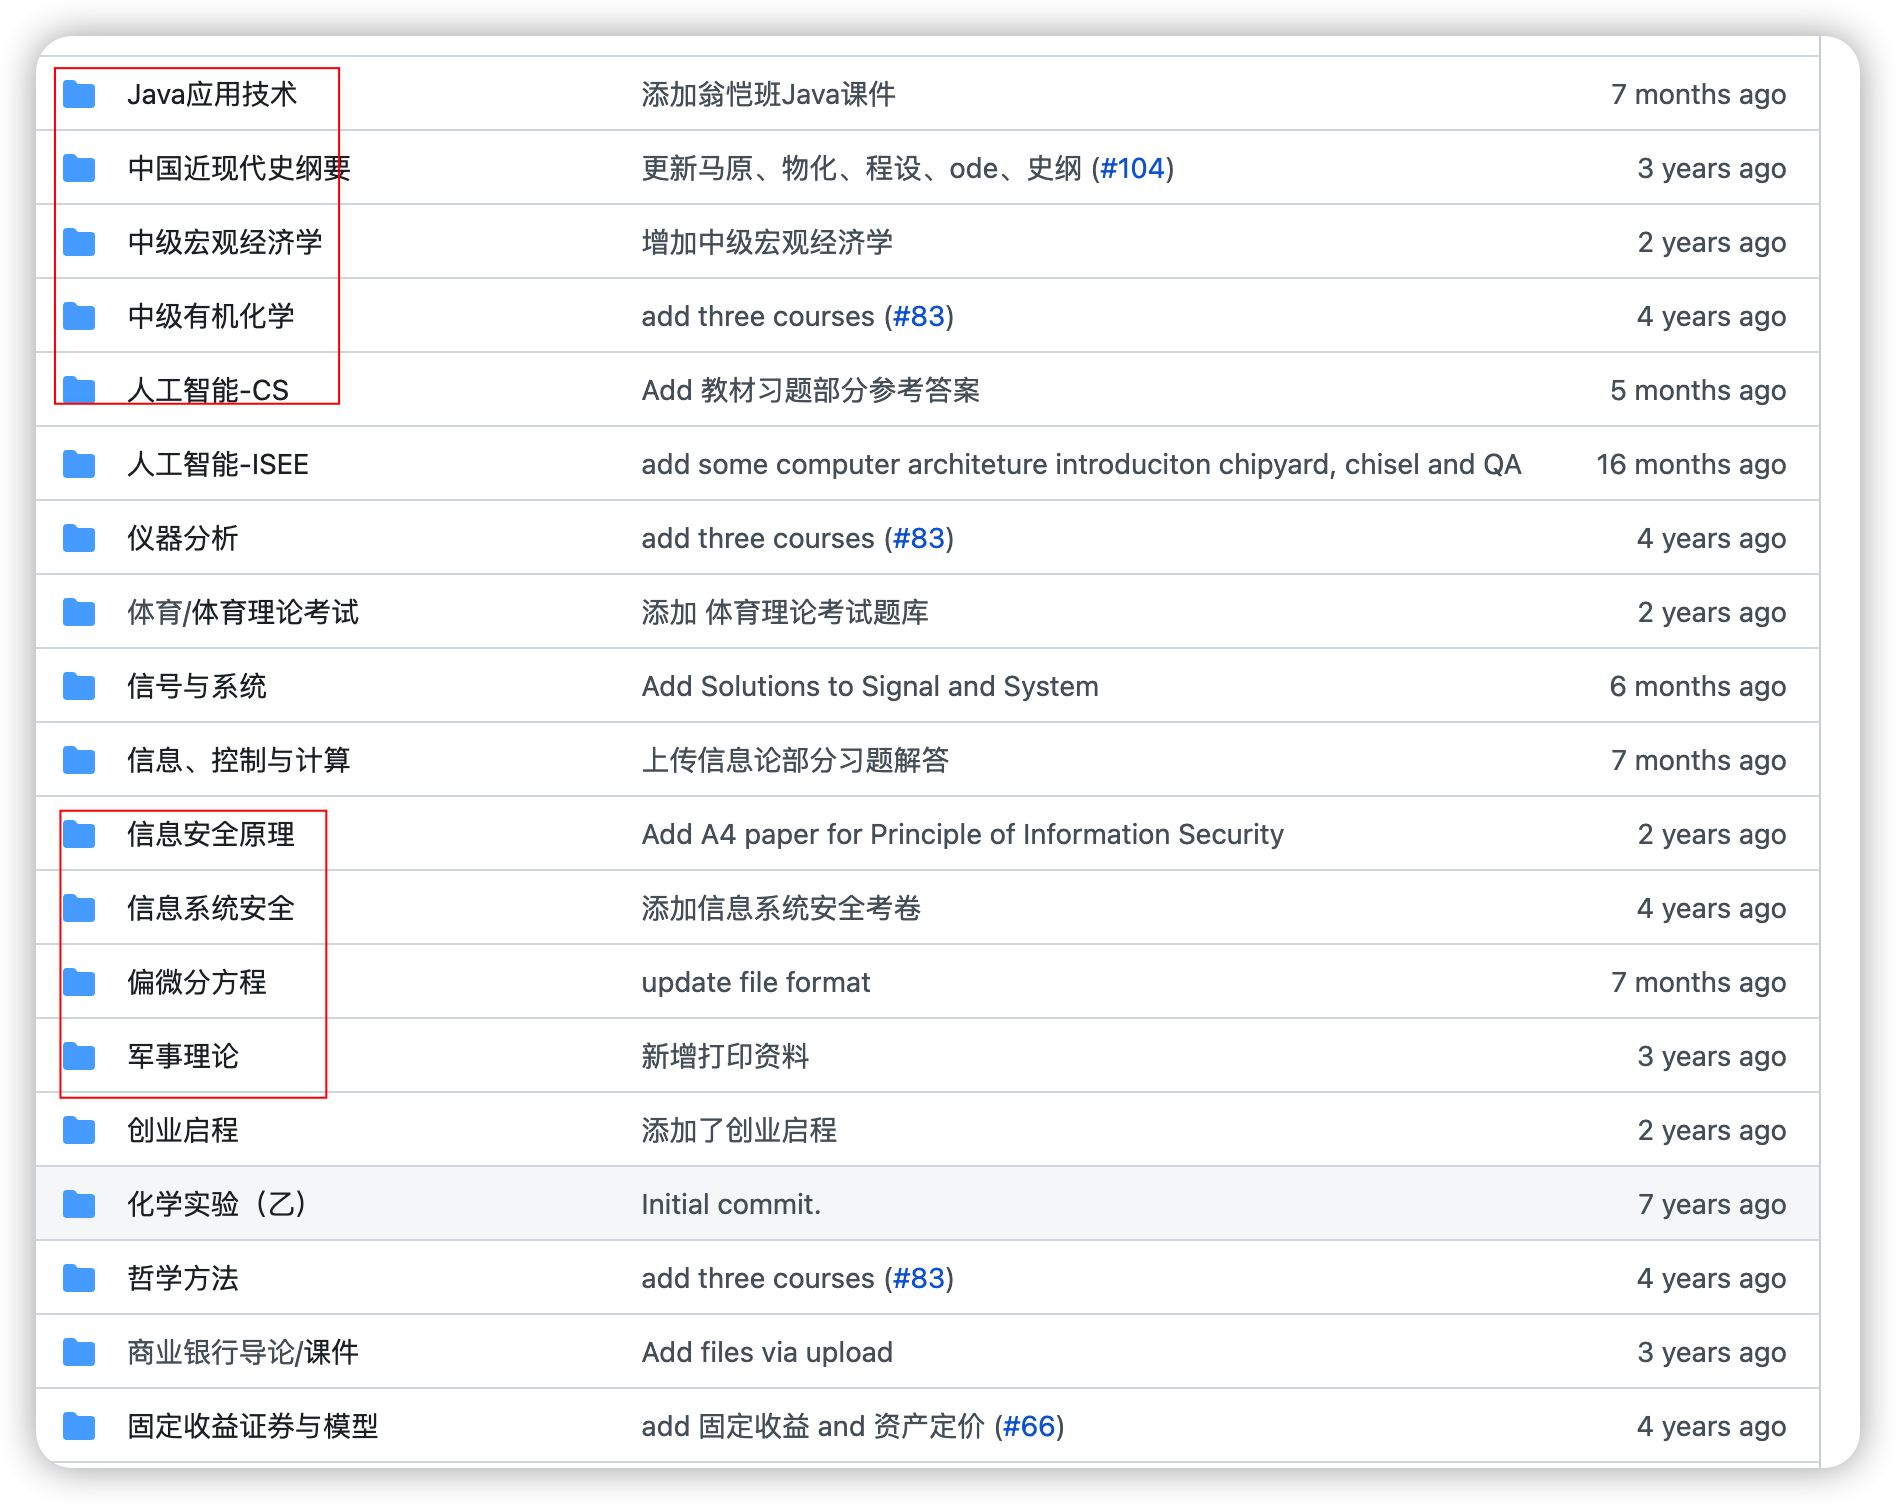 Java应用技术 添加翁恺班Java课件 7 months ago
中国近现代史纲要 更新马原、物化、程设、ode、史纲 (#104) 3 years ago
中级宏观经济学 增加中级宏观经济学 2 years ago
中级有机化学 add three courses (#83) 4 years ago
人工智能-CS Add 教材习题部分参考答案 5 months ago
人工智能-ISEE add some computer architeture introduciton chipyard, chisel and QA 16 months ago
仪器分析 add three courses (#83) 4 years ago
体育/体育理论考试 添加 体育理论考试题库 2 years ago
信号与系统 Add Solutions to Signal and System 6 months ago
信息、控制与计算 上传信息论部分习题解答 7 months ago
信息安全原理 Add A4 paper for Principle of Information Security 2 years ago
信息系统安全 添加信息系统安全考卷 4 years ago
偏微分方程 update file format 7 months ago
军事理论 新增打印资料 3 years ago
创业启程 添加了创业启程 2 years ago
化学实验（乙） Initial commit. 7 years ago
哲学方法 add three courses (#83) 4 years ago
商业银行导论/课件 Add files via upload 3 years ago
固定收益证券与模型 add 固定收益 and 资产定价 (#66) 4 years ago